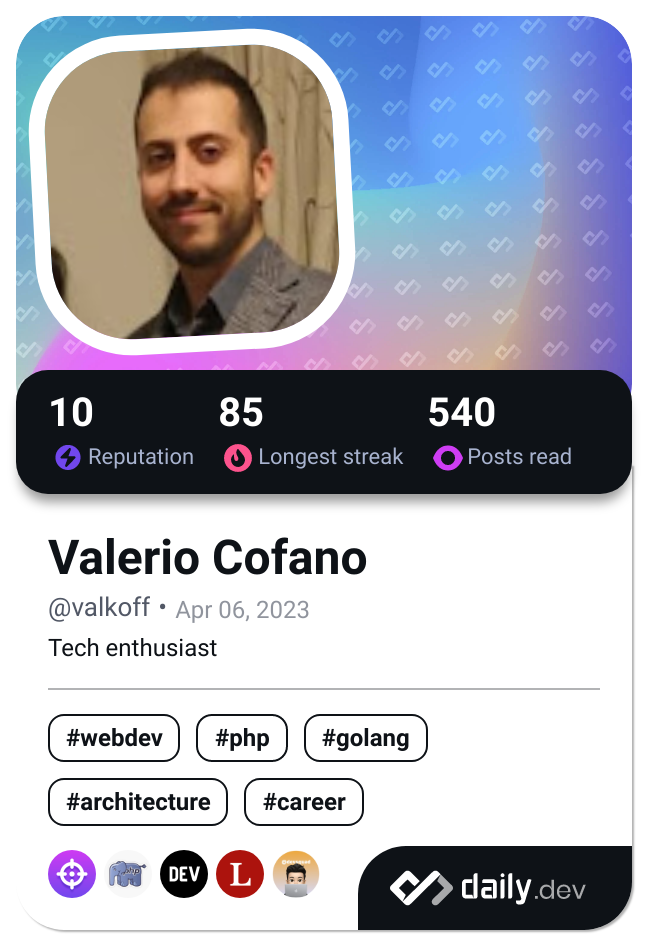 10 85 540
Reputation Longest streak Posts read
Valerio Cofano
@valkoff • Apr 06, 2023
Tech enthusiast
#webdev #php #golang
#architecture #career
php DEV L
daily.dev